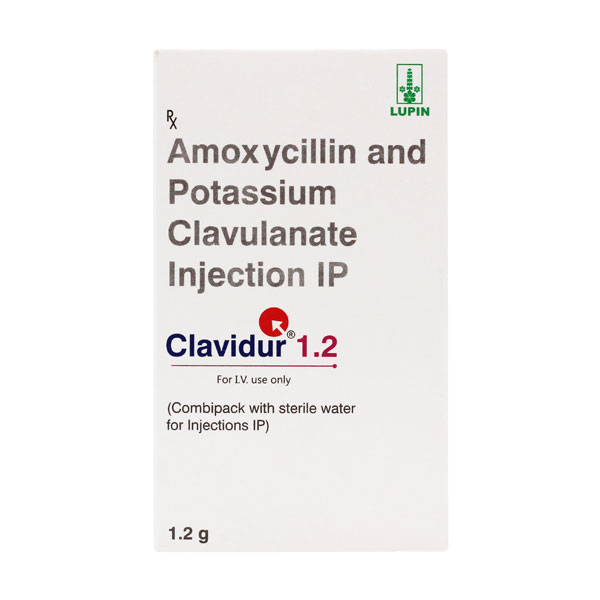 LUPIN
Rx
Amoxycillin and
Potassium
Clavulanate
Injection IP
Clavidur® 1.2
For I.V. use only
(Combipack with sterile water
for Injections IP)
1.2 g